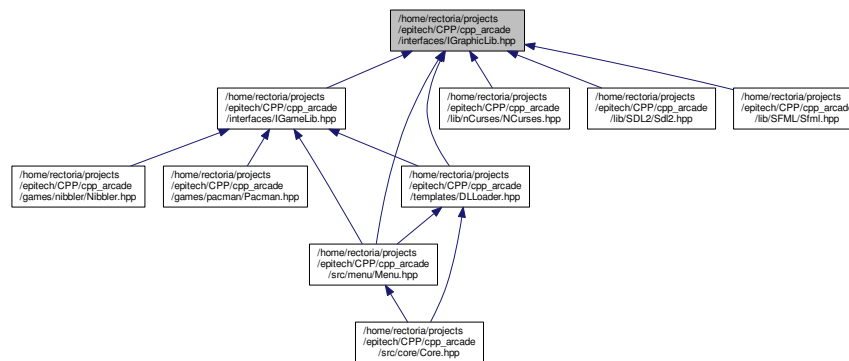 /home/rectoria/projects
/epitech/CPP/cpp_arcade
/interfaces/IGraphicLib.hpp
/home/rectoria/projects
/epitech/CPP/cpp_arcade
/interfaces/IGameLib.hpp
/home/rectoria/projects
/epitech/CPP/cpp_arcade
/lib/nCurses/NCurses.hpp
/home/rectoria/projects
/epitech/CPP/cpp_arcade
/lib/SDL2/Sdl2.hpp
/home/rectoria/projects
/epitech/CPP/cpp_arcade
/lib/SFML/Sfml.hpp
/home/rectoria/projects
/epitech/CPP/cpp_arcade
/games/nibbler/Nibbler.hpp
/home/rectoria/projects
/epitech/CPP/cpp_arcade
/games/pacman/Pacman.hpp
/home/rectoria/projects
/epitech/CPP/cpp_arcade
/templates/DLLoader.hpp
/home/rectoria/projects
/epitech/CPP/cpp_arcade
/src/menu/Menu.hpp
/home/rectoria/projects
/epitech/CPP/cpp_arcade
/src/core/Core.hpp